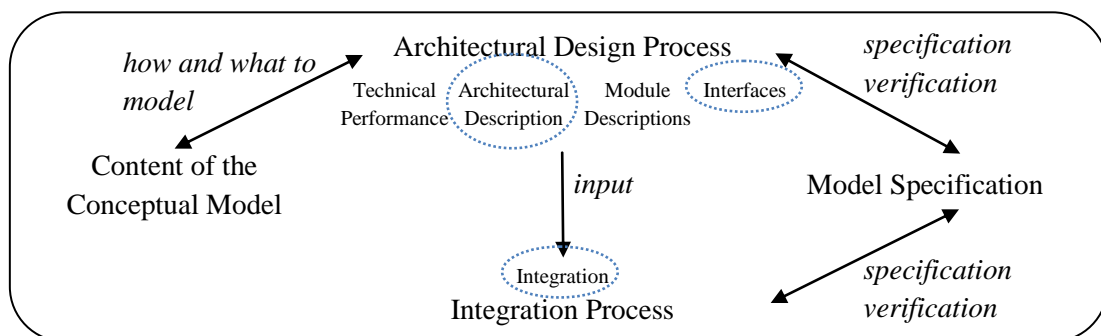 Architectural Design Process
how and what to
model
specification
verification
Technical
Performance
Architectural
Description
Module
Descriptions
Interfaces
Content of the
Conceptual Model
input
Model Specification
Integration
Integration Process
specification
verification